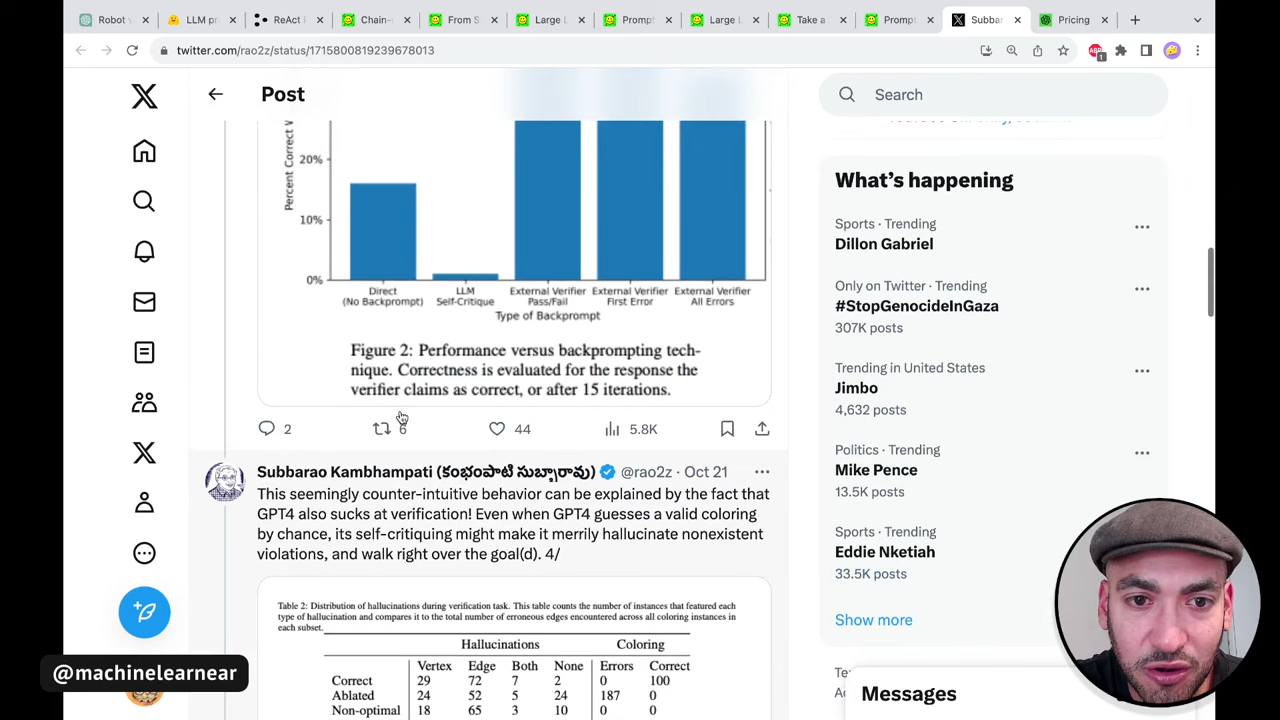 Robot
LLM pr
ReAct
Chain-
From S
Large L
Prompt
Large L
Take a
Prompt
Subbar
Pricing
twitter.com/rao2z/status/1715800819239678013
1
Post
Search
Percent Correct
20%
10%
0%
Direct
(No Backprompt)
LLM
Self-Critique
External Verifier
Pass/Fail
External Verifier
First Error
External Verifier
All Errors
Type of Backprompt
Figure 2: Performance versus backprompting tech-
nique. Correctness is evaluated for the response the
verifier claims as correct, or after 15 iterations.
2
6
44
5.8K
Subbarao Kambhampati (కంభంపాటి సుబ్బారావు) @rao2z · Oct 21
This seemingly counter-intuitive behavior can be explained by the fact that
GPT4 also sucks at verification! Even when GPT4 guesses a valid coloring
by chance, its self-critiquing might make it merrily hallucinate nonexistent
violations, and walk right over the goal(d). 4/
Table 2: Distribution of hallucinations during verification task. This table counts the number of instances that featured each
type of hallucination and compares it to the total number of erroneous edges encountered across all coloring instances in
each subset.
Hallucinations Coloring
Vertex Edge Both None Errors Correct
Correct 29 72 7 2 0 100
Ablated 24 52 5 24 187 0
Non-optimal 18 65 3 10 0 0
What's happening
Sports · Trending
Dillon Gabriel
Only on Twitter · Trending
#StopGenocideInGaza
307K posts
Trending in United States
Jimbo
4,632 posts
Politics · Trending
Mike Pence
13.5K posts
Sports · Trending
Eddie Nketiah
33.5K posts
Show more
Messages
@machinelearnear